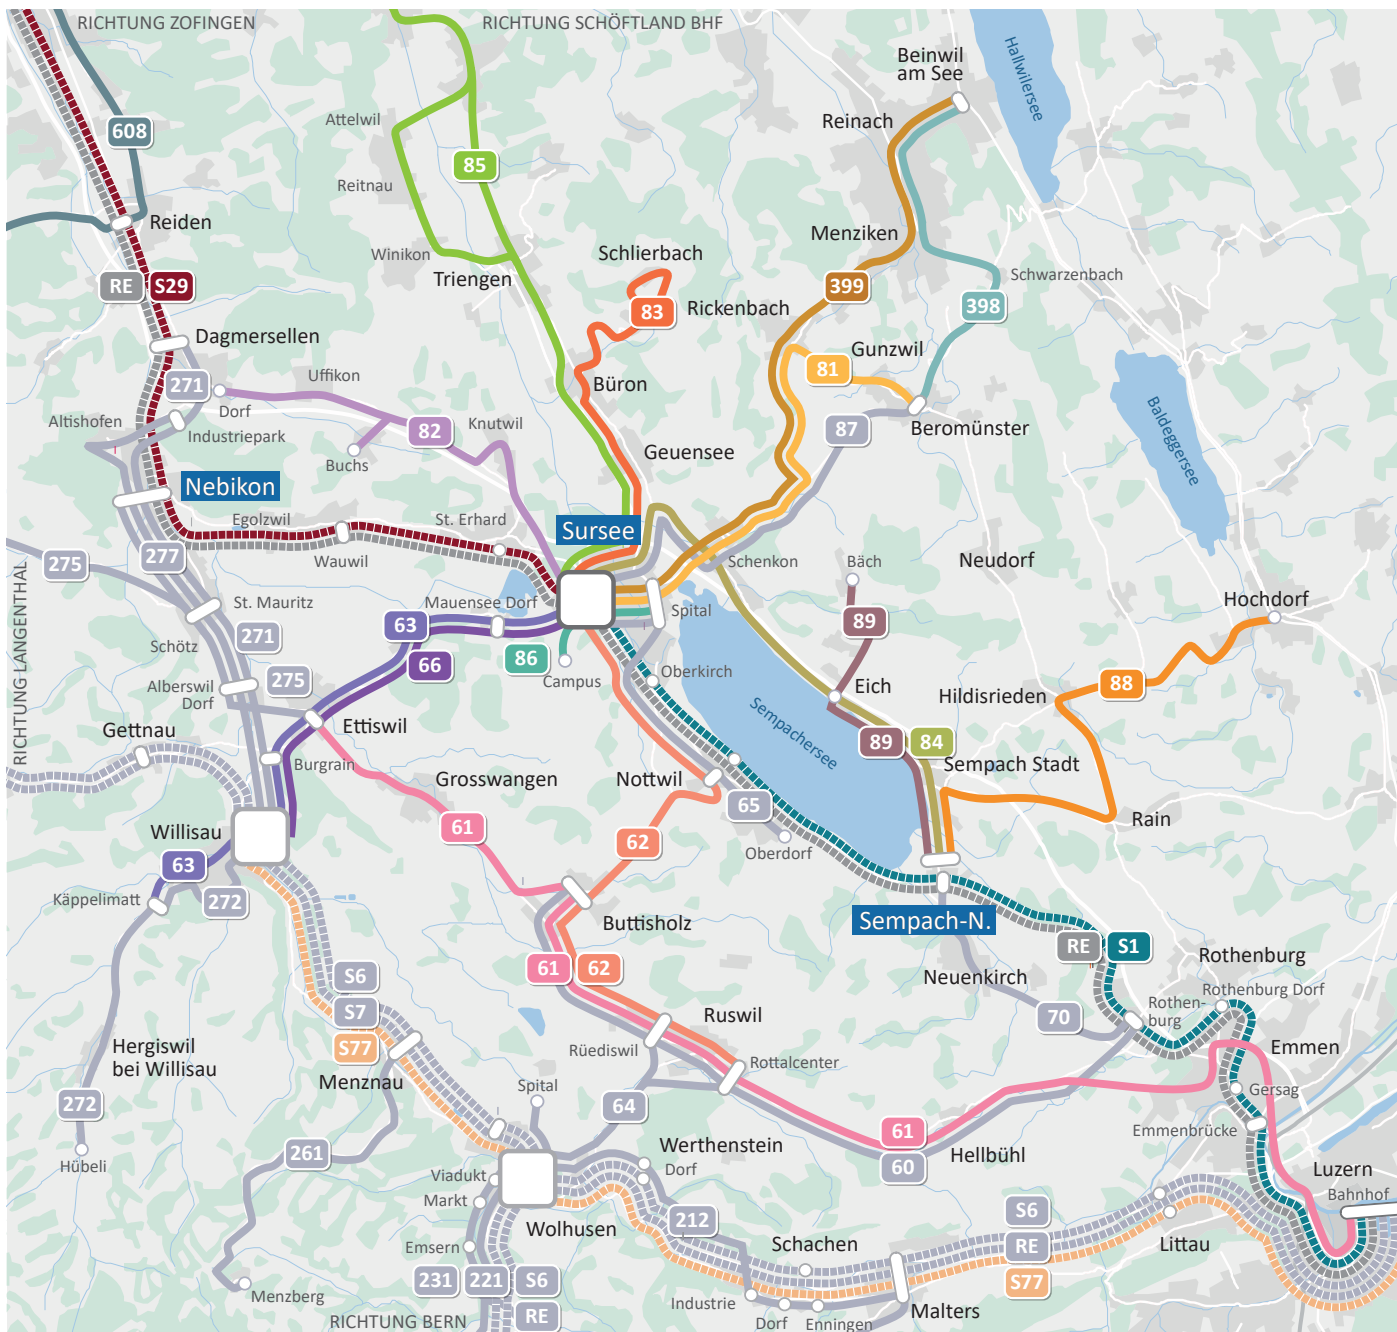 RICHTUNG ZOFINGEN
RICHTUNG SCHÖFTLAND BHF
Beinwil
am See
Hallwilersee
608
Attelwil
Reinach
85
Reitnau
Reiden
Winikon
Triengen
Schlierbach
Menziken
Schwarzenbach
RE
S29
83
Rickenbach
399
398
Dagmersellen
Gunzwil
81
271
Uffikon
Büron
Dorf
Altishofen
Industriepark
82
Knutwil
87
Beromünster
Baldeggersee
Buchs
Geuensee
Nebikon
Egolzwil
St. Erhard
Sursee
Wauwil
275
277
Schenkon
Bäch
Neudorf
RICHTUNG LANGENTHAL
St. Mauritz
Mauensee Dorf
Spital
Hochdorf
63
89
271
Schötz
66
86
Campus
Oberkirch
275
Alberswil
Dorf
Eich
Hildisrieden
88
Sempachersee
Gettnau
Ettiswil
89
84
Burgrain
Grosswangen
Nottwil
Sempach Stadt
65
Willisau
61
62
Rain
Oberdorf
63
Käppelimatt
272
Buttisholz
Sempach-N.
61
62
RE
S1
Rothenburg
S6
Neuenkirch
Rothenburg Dorf
Rothen-
burg
S7
Ruswil
70
S77
Rüediswil
Emmen
Hergiswil
bei Willisau
Menznau
Rottalcenter
Spital
Gersag
272
64
61
Emmenbrücke
Werthenstein
Hellbühl
261
60
Hübeli
Dorf
Viadukt
Luzern
Markt
Bahnhof
Wolhusen
212
S6
Emsern
Schachen
RE
Littau
231
221
S6
S77
Menzberg
Industrie
Malters
RICHTUNG BERN
RE
Dorf
Enningen